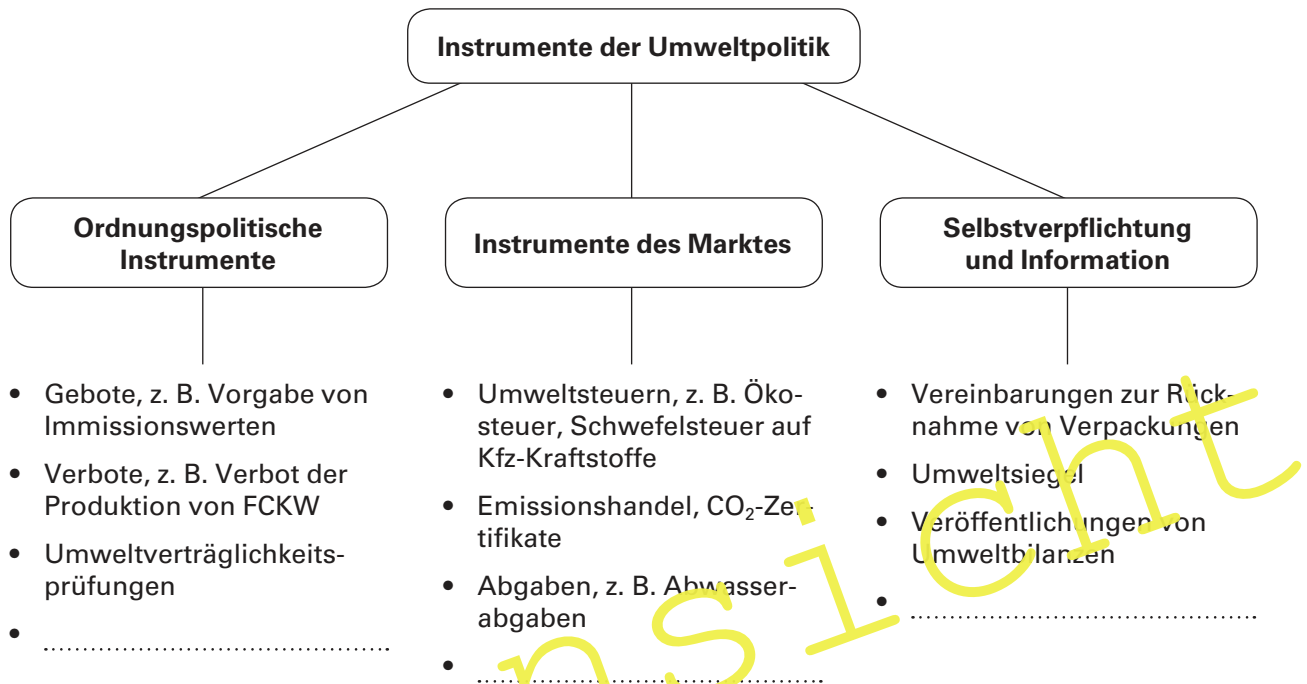 Instrumente der Umweltpolitik
Ordnungspolitische
Instrumente
• Gebote, z. B. Vorgabe von
Immissionswerten
• Verbote, z. B. Verbot der
Produktion von FCKW
• Umweltverträglichkeits-
prüfungen
• ............................................
Instrumente des Marktes
• Umweltsteuern, z. B. Öko-
steuer, Schwefelsteuer auf
Kfz-Kraftstoffe
• Emissionshandel, CO₂-Zer-
tifikate
• Abgaben, z. B. Abwasser-
abgaben
• ............................................
Selbstverpflichtung
und Information
• Vereinbarungen zur Rück-
nahme von Verpackungen
• Umweltsiegel
• Veröffentlichungen von
Umweltbilanzen
• ............................................
nsicht